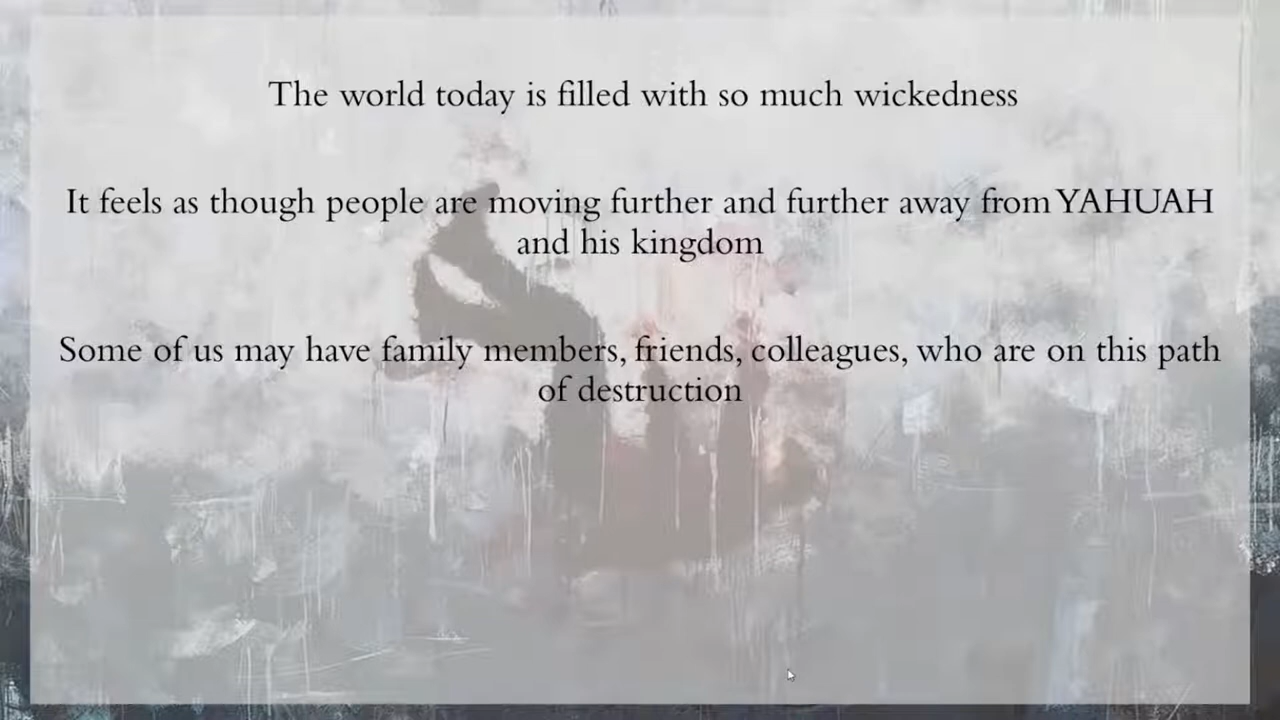 The world today is filled with so much wickedness
It feels as though people are moving further and further away from YAHUAH
and his kingdom
Some of us may have family members, friends, colleagues, who are on this path
of destruction